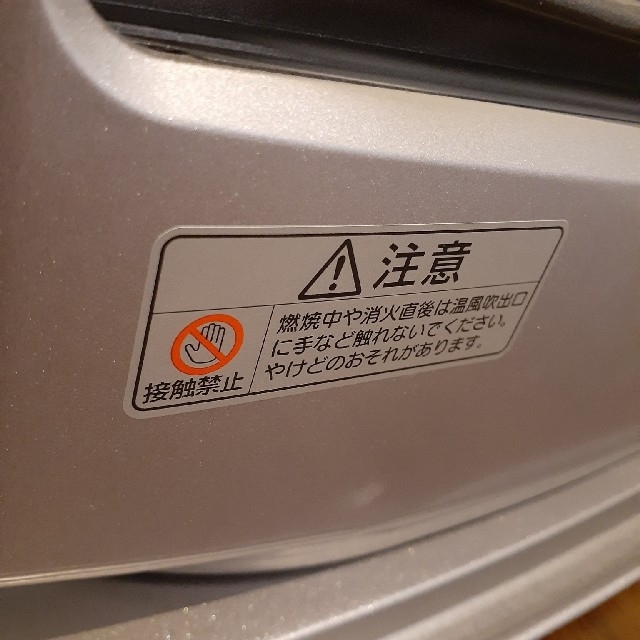 注意
燃焼中や消火直後は温風吹出口
に手など触れないでください。
やけどのおそれがあります。
接触禁止